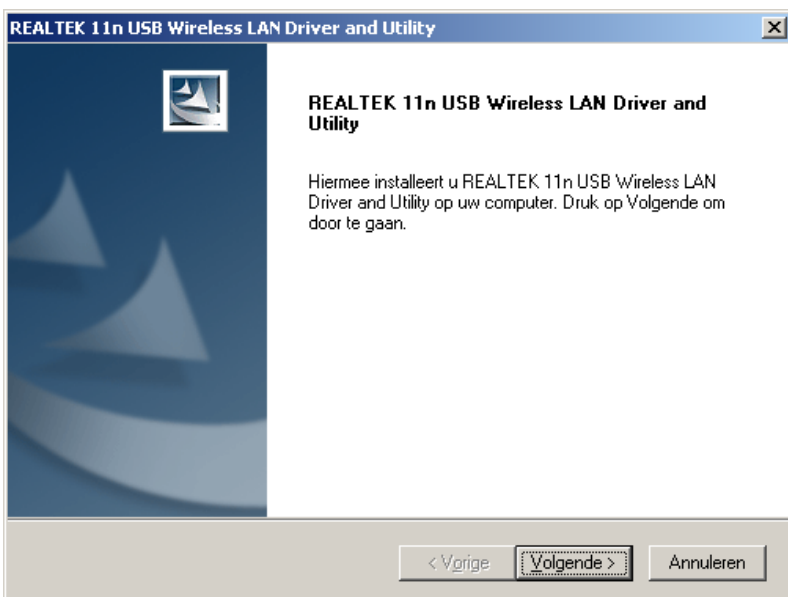 REALTEK 11n USB Wireless LAN Driver and Utility
REALTEK 11n USB Wireless LAN Driver and
Utility
Hiermee installeert u REALTEK 11n USB Wireless LAN
Driver and Utility op uw computer. Druk op Volgende om
door te gaan.
< Vorige
Volgende >
Annuleren